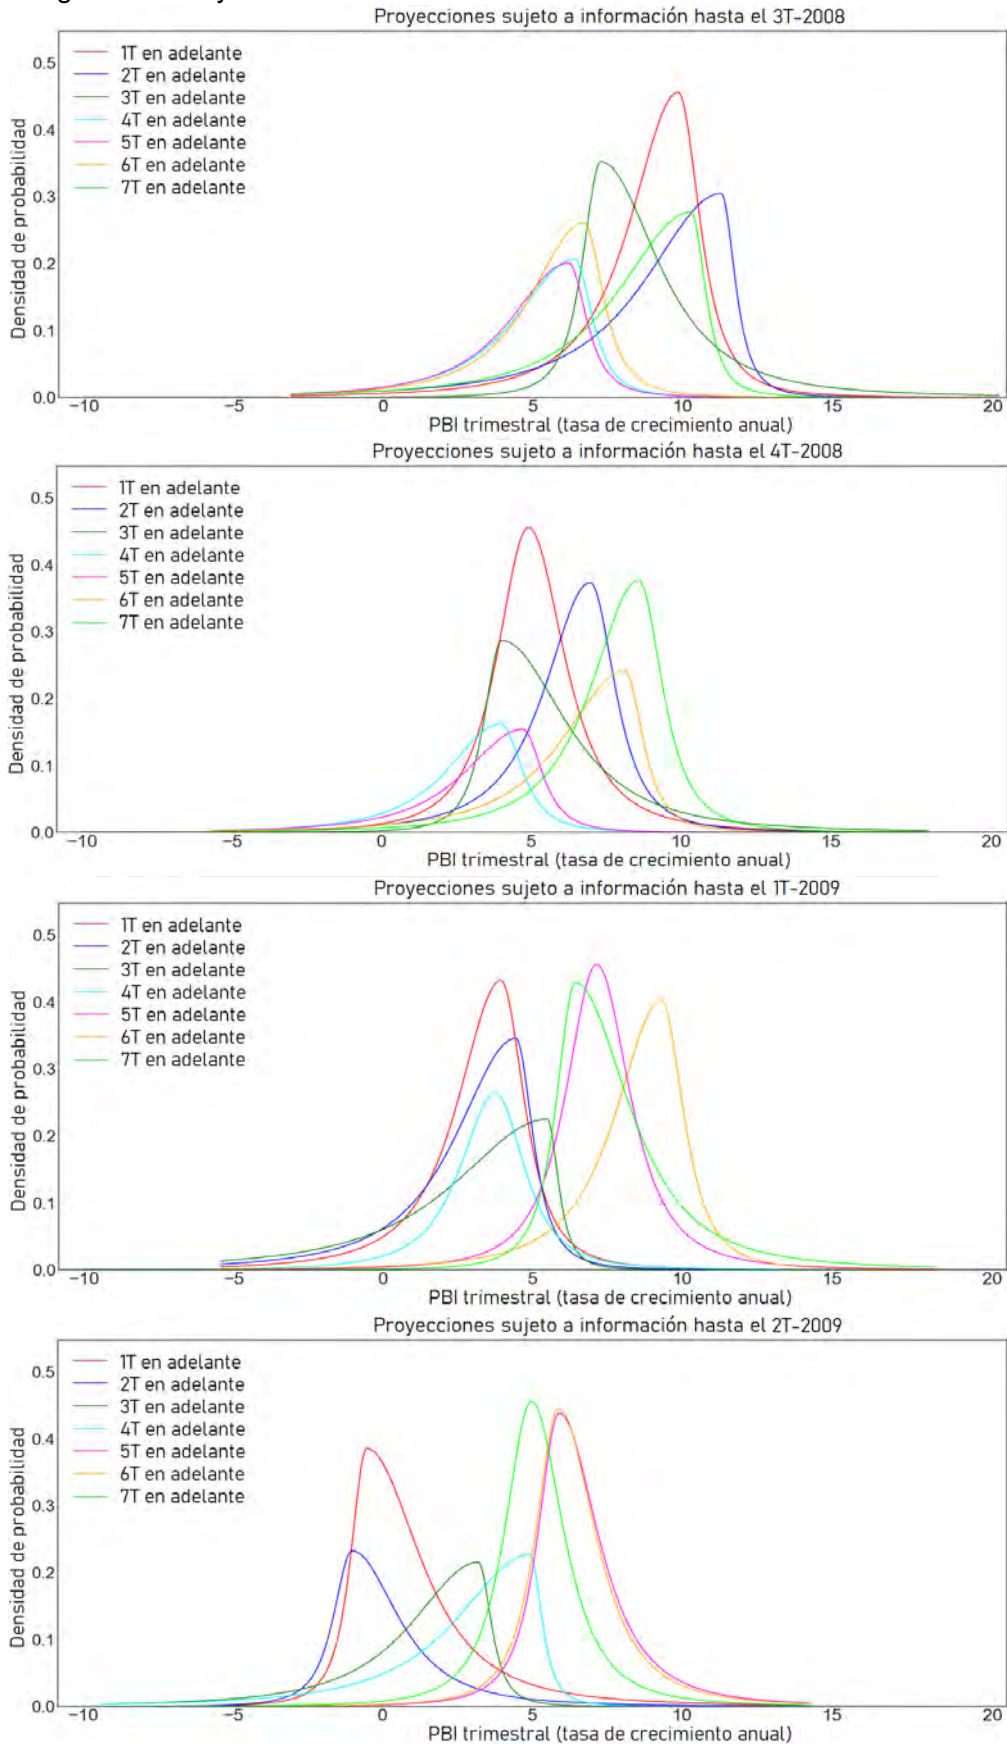 Proyecciones sujeto a información hasta el 3T-2008
Densidad de probabilidad
0.5
0.4
0.3
0.2
0.1
0.0
1T en adelante
2T en adelante
3T en adelante
4T en adelante
5T en adelante
6T en adelante
7T en adelante
−10 −5 0 5 10 15 20
PBI trimestral (tasa de crecimiento anual)
Proyecciones sujeto a información hasta el 4T-2008
Densidad de probabilidad
0.5
0.4
0.3
0.2
0.1
0.0
1T en adelante
2T en adelante
3T en adelante
4T en adelante
5T en adelante
6T en adelante
7T en adelante
−10 −5 0 5 10 15 20
PBI trimestral (tasa de crecimiento anual)
Proyecciones sujeto a información hasta el 1T-2009
Densidad de probabilidad
0.5
0.4
0.3
0.2
0.1
0.0
1T en adelante
2T en adelante
3T en adelante
4T en adelante
5T en adelante
6T en adelante
7T en adelante
−10 −5 0 5 10 15 20
PBI trimestral (tasa de crecimiento anual)
Proyecciones sujeto a información hasta el 2T-2009
Densidad de probabilidad
0.5
0.4
0.3
0.2
0.1
0.0
1T en adelante
2T en adelante
3T en adelante
4T en adelante
5T en adelante
6T en adelante
7T en adelante
−10 −5 0 5 10 15 20
PBI trimestral (tasa de crecimiento anual)